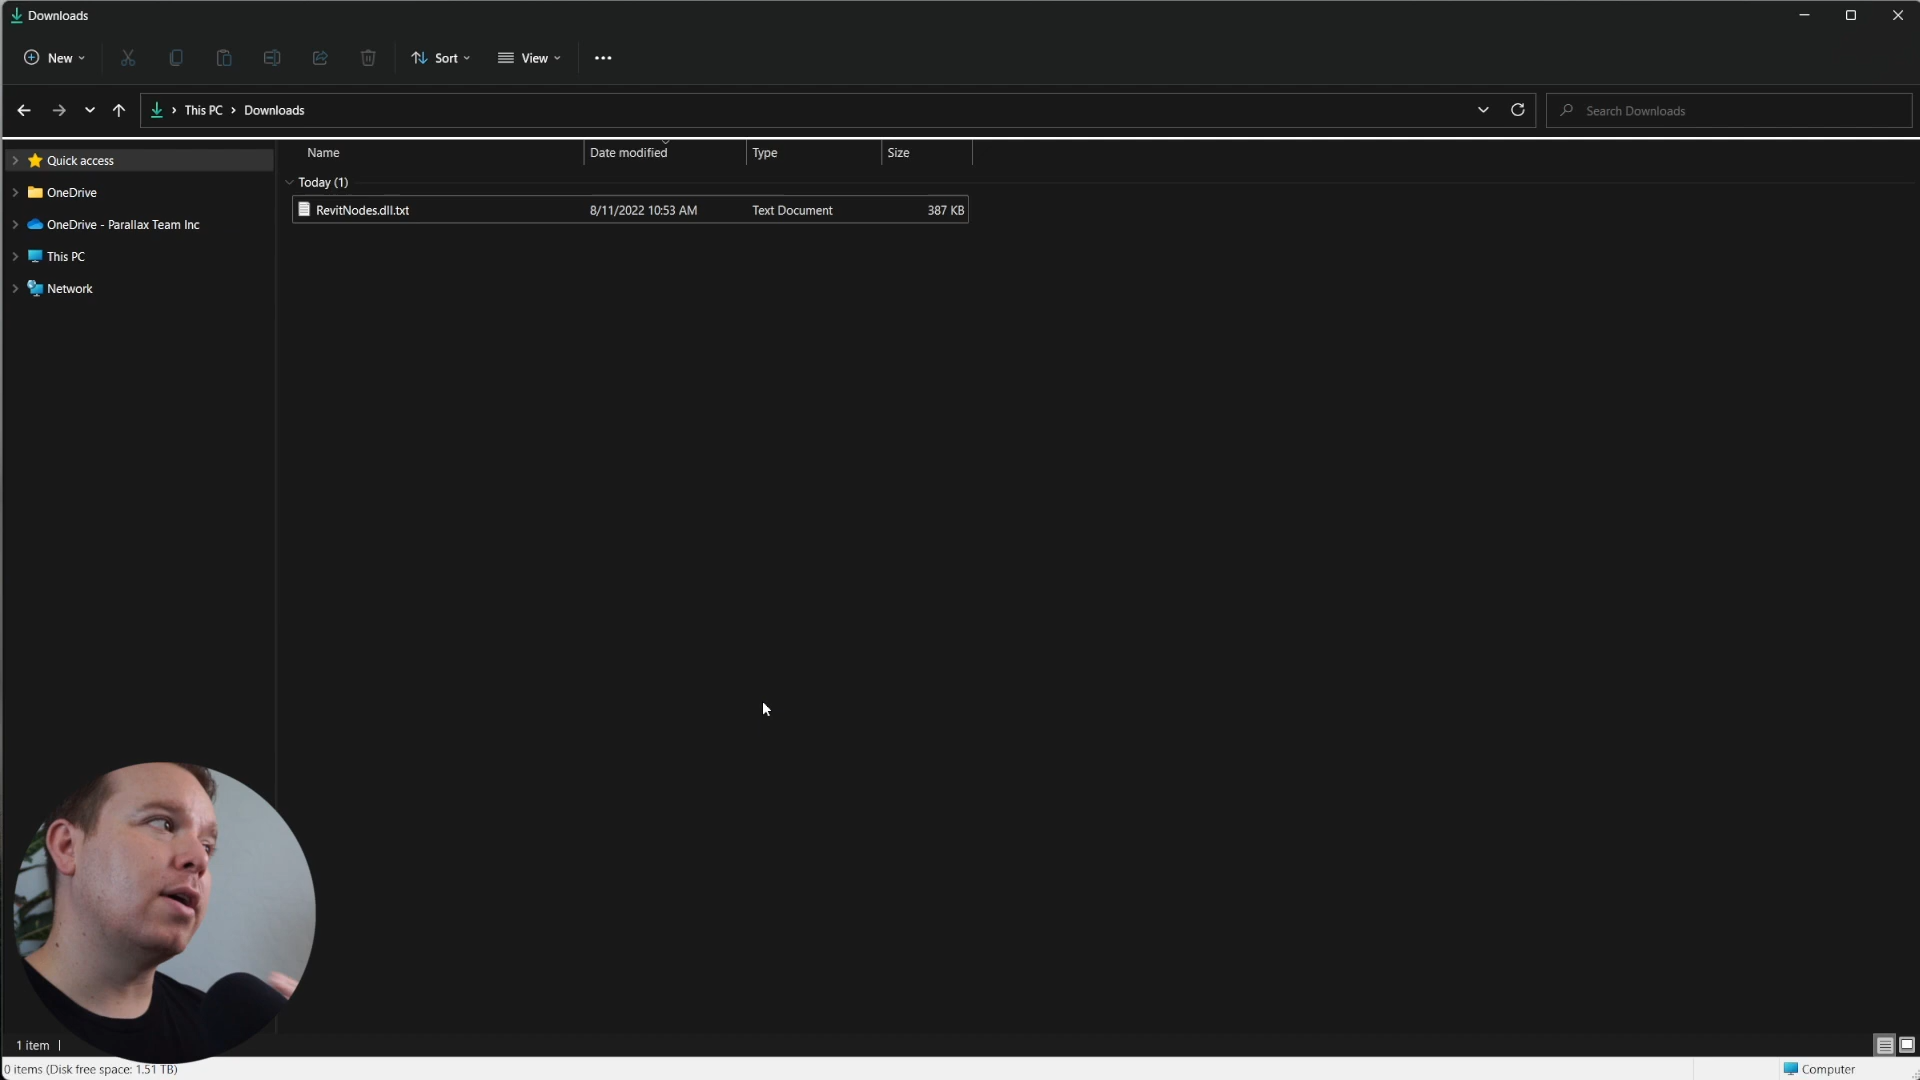 Downloads
New
Sort
View
This PC
Downloads
Search Downloads
Quick access
OneDrive
OneDrive - Parallax Team Inc
This PC
Network
Name Date modified Type Size
Today (1)
RevitNodes.dll.txt 8/11/2022 10:53 AM Text Document 387 KB
1 item
0 items (Disk free space: 1.51 TB)
Computer